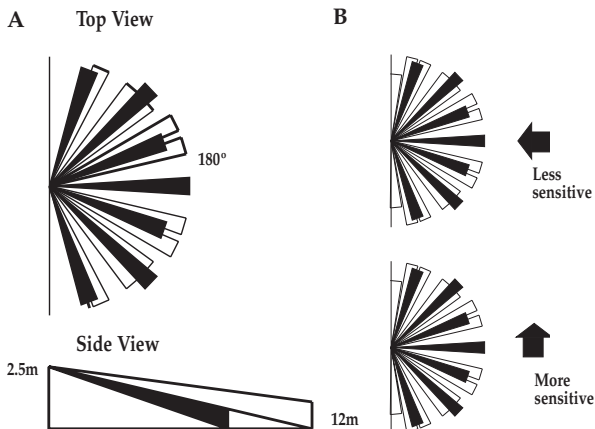 A
Top View
180°
Side View
2.5m
12m
B
Less
sensitive
More
sensitive